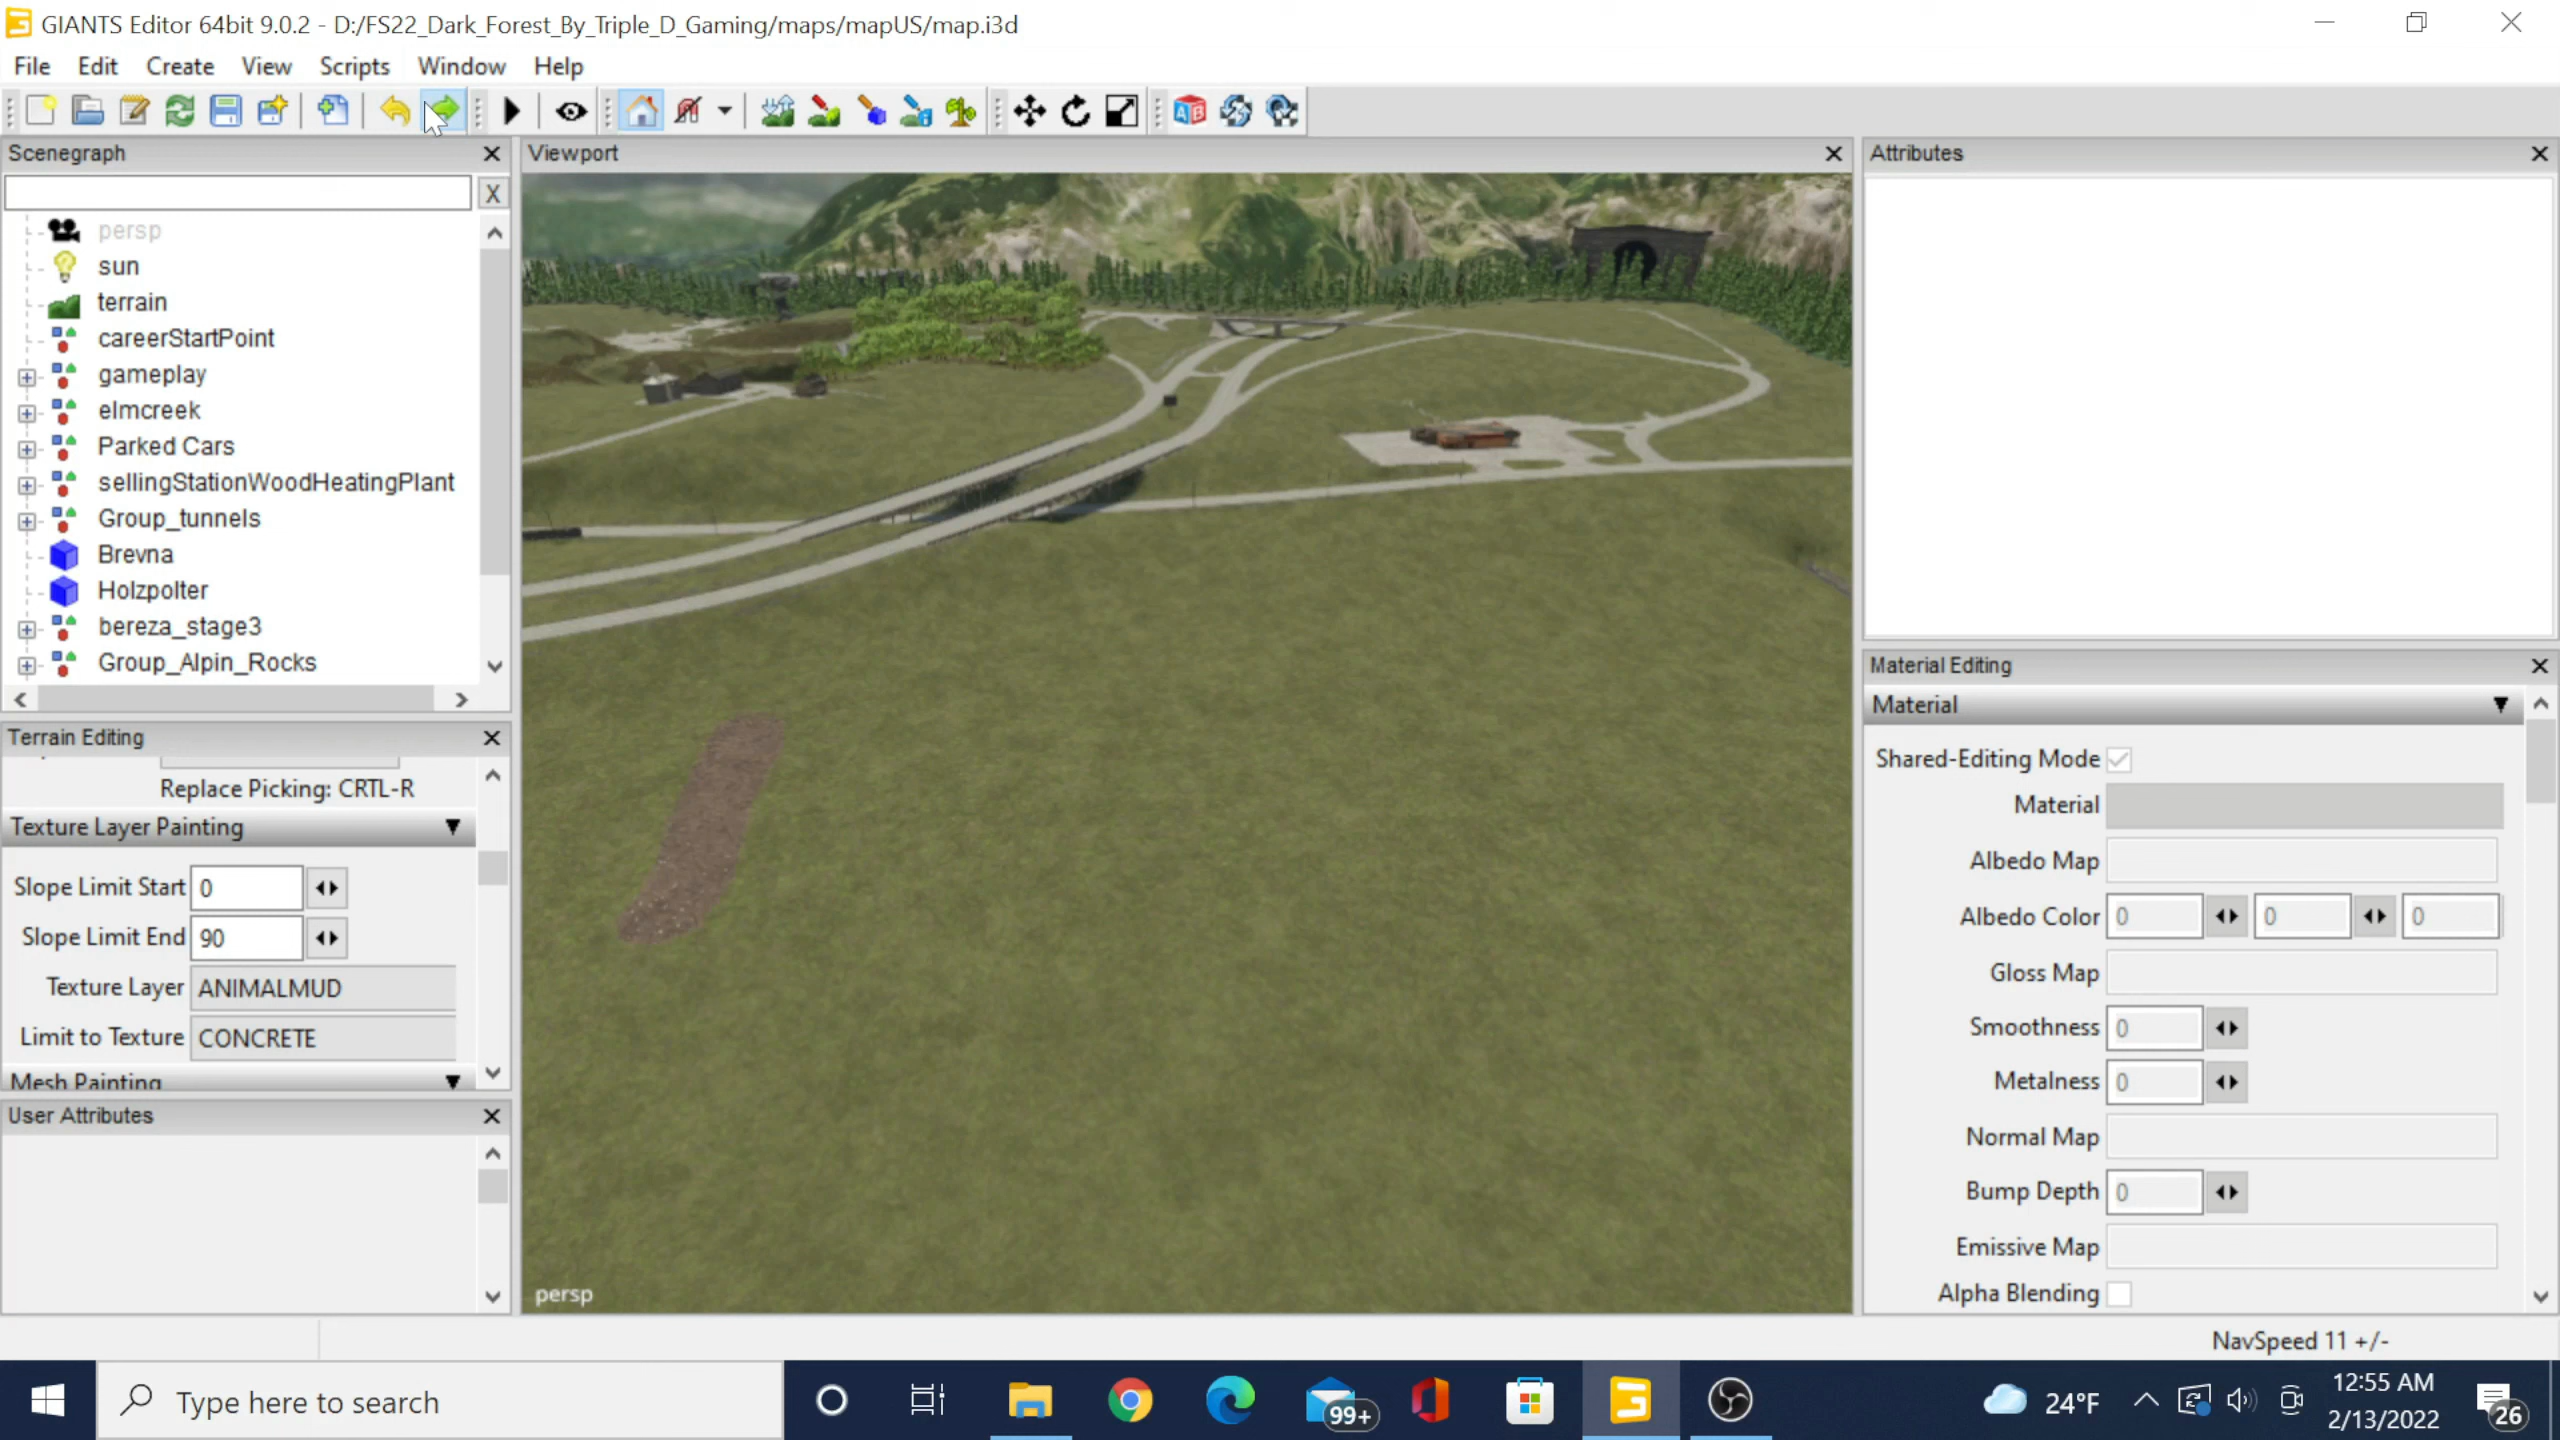 GIANTS Editor 64bit 9.0.2 - D:/FS22_Dark_Forest_By_Triple_D_Gaming/maps/mapUS/map.i3d
File Edit Create View Scripts Window Help
Scenegraph
X
persp
sun
terrain
careerStartPoint
gameplay
elmcreek
Parked Cars
sellingStationWoodHeatingPlant
Group_tunnels
Brevna
Holzpolter
bereza_stage3
Group_Alpin_Rocks
Terrain Editing
Replace Picking: CRTL-R
Texture Layer Painting
Slope Limit Start 0
Slope Limit End 90
Texture Layer ANIMALMUD
Limit to Texture CONCRETE
Mesh Painting
User Attributes
Viewport
persp
Attributes
Material Editing
Material
Shared-Editing Mode
Material
Albedo Map
Albedo Color 0 0 0
Gloss Map
Smoothness 0
Metalness 0
Normal Map
Bump Depth 0
Emissive Map
Alpha Blending
NavSpeed 11 +/-
Type here to search
99+
24°F
12:55 AM
2/13/2022
26